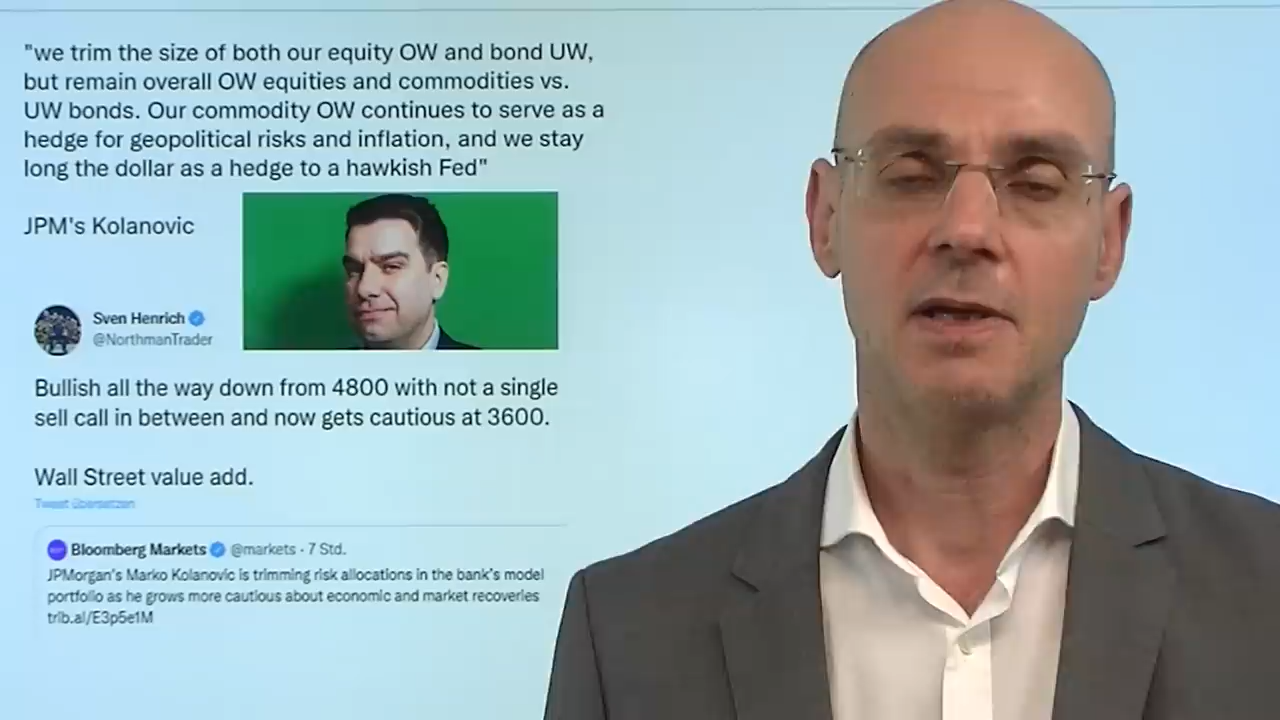 "we trim the size of both our equity OW and bond UW,
but remain overall OW equities and commodities vs.
UW bonds. Our commodity OW continues to serve as a
hedge for geopolitical risks and inflation, and we stay
long the dollar as a hedge to a hawkish Fed"
JPM's Kolanovic
Sven Henrich
@NorthmanTrader
Bullish all the way down from 4800 with not a single
sell call in between and now gets cautious at 3600.
Wall Street value add.
Tweet übersetzen
Bloomberg Markets @markets · 7 Std.
JPMorgan's Marko Kolanovic is trimming risk allocations in the bank's model
portfolio as he grows more cautious about economic and market recoveries
trib.al/E3p5e1M